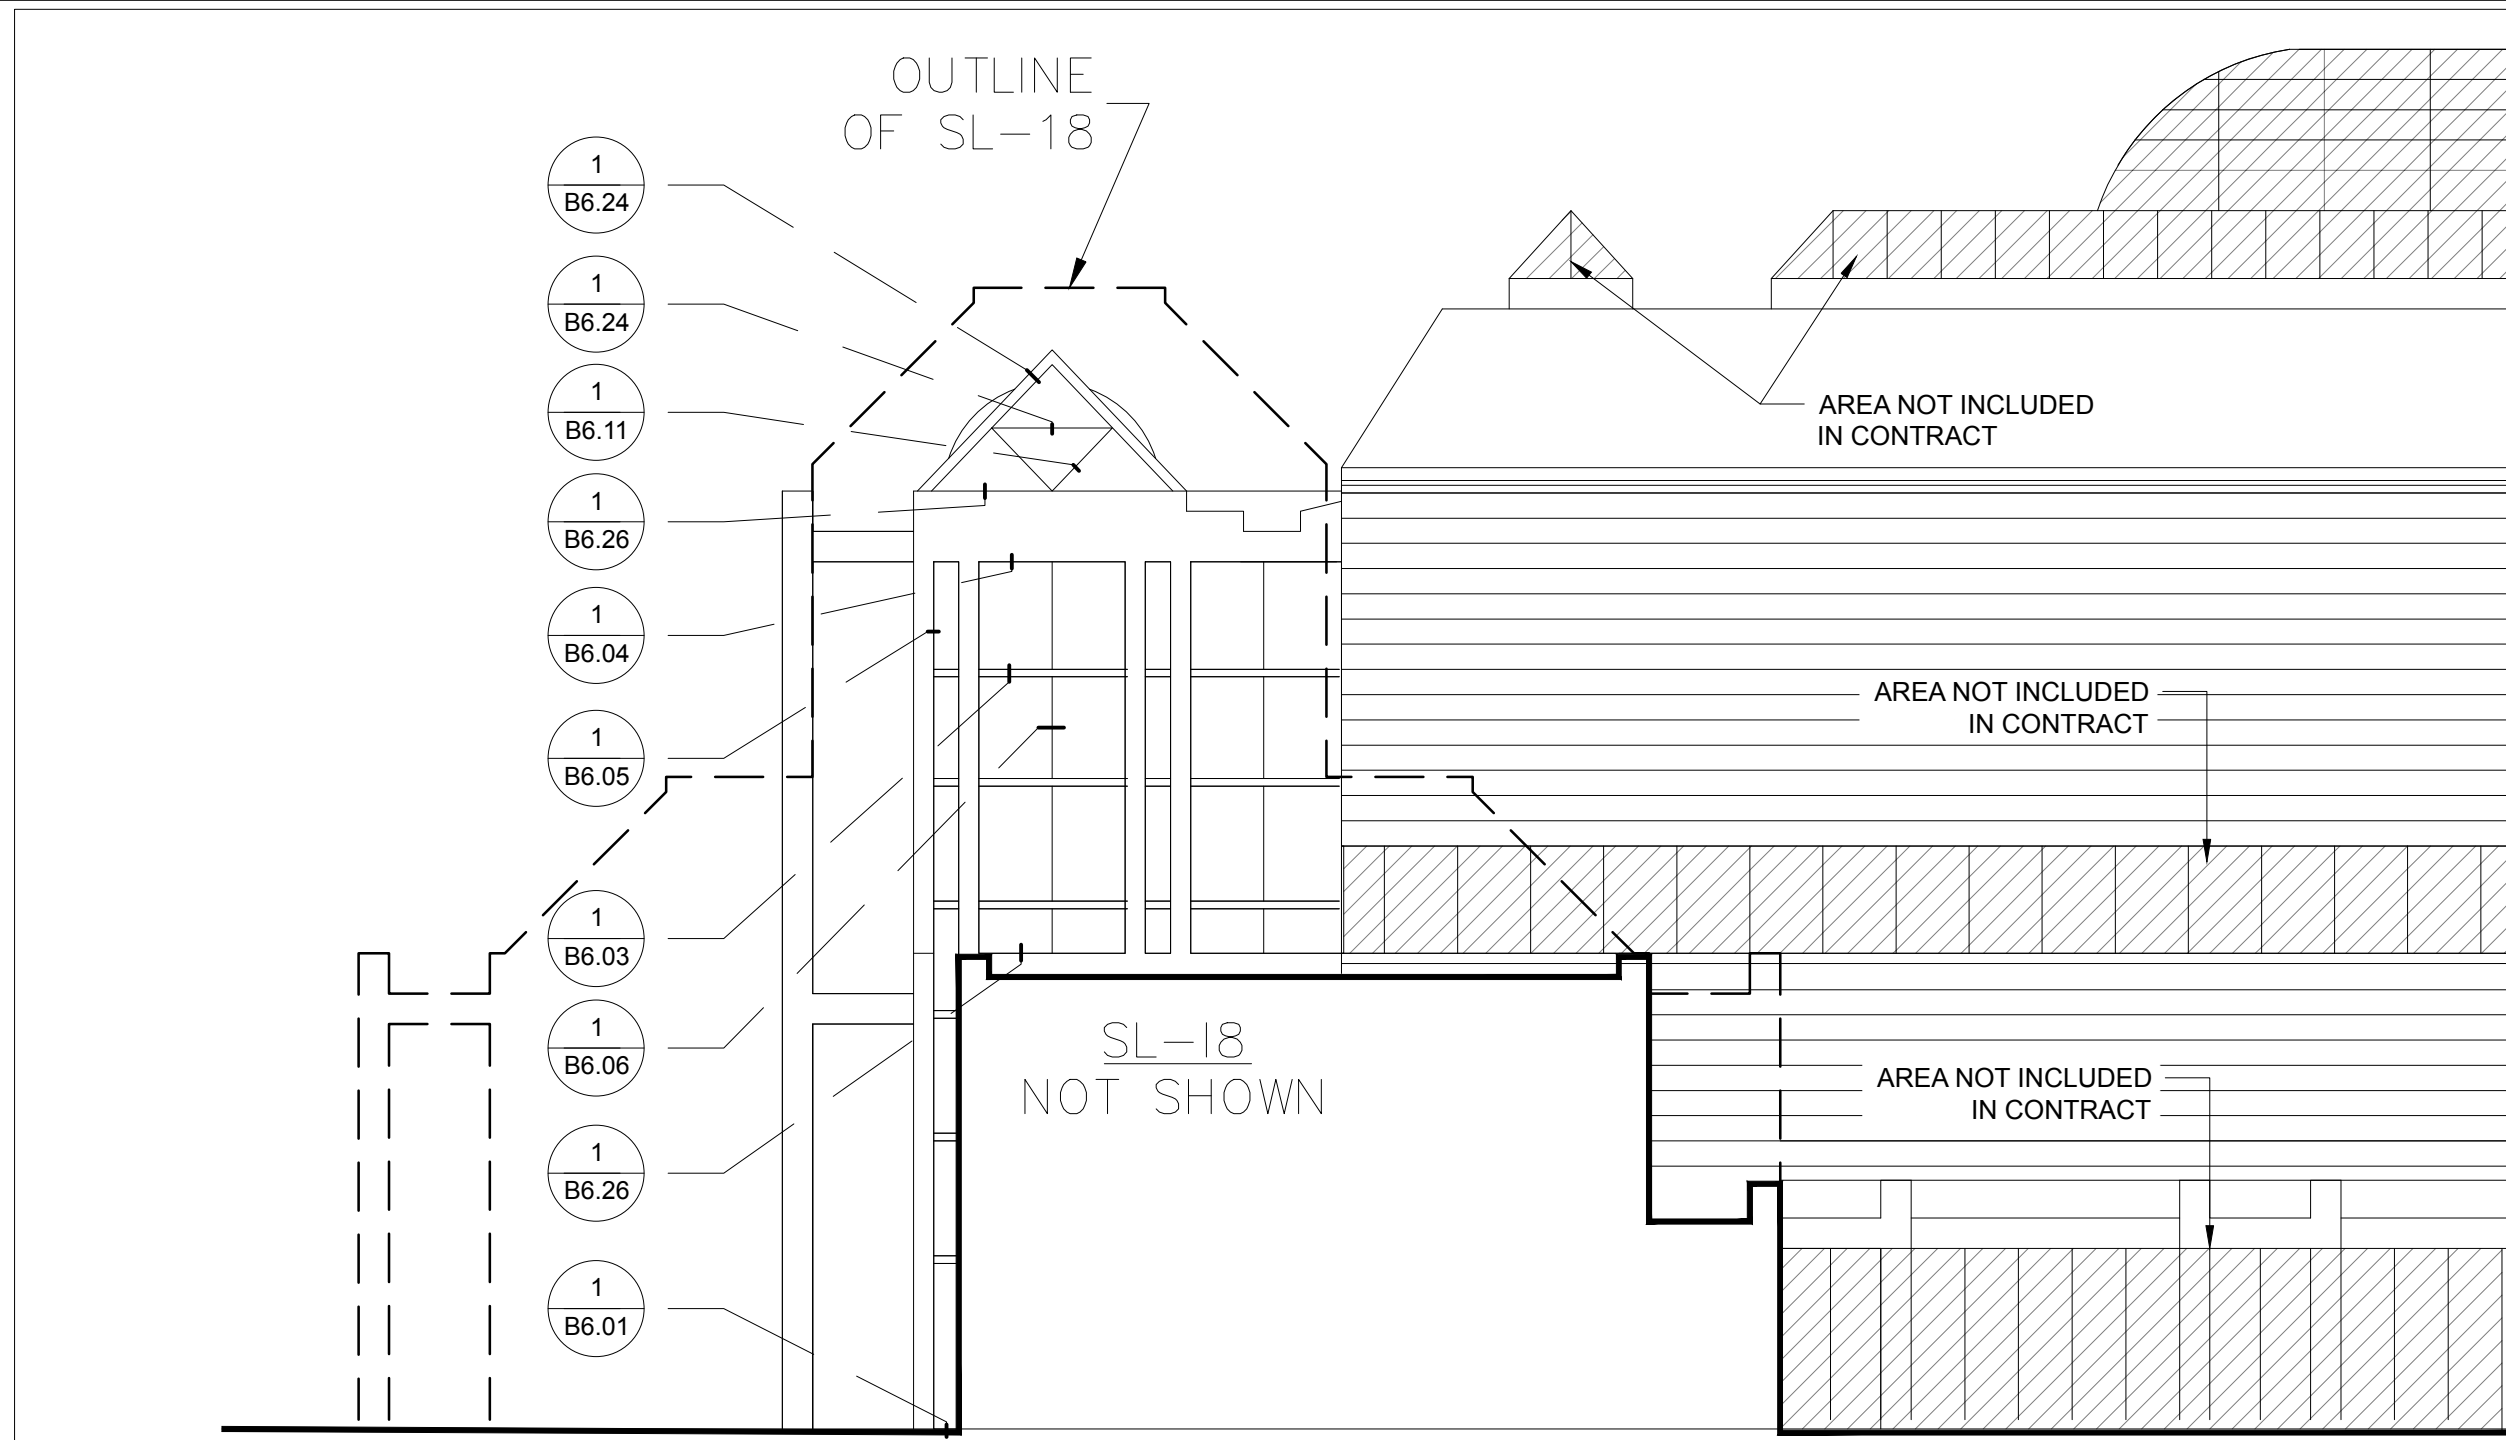 OUTLINE
OF SL-18
1
B6.24
1
B6.24
1
B6.11
1
B6.26
1
B6.04
1
B6.05
1
B6.03
1
B6.06
1
B6.26
1
B6.01
AREA NOT INCLUDED
IN CONTRACT
AREA NOT INCLUDED
IN CONTRACT
SL-18
NOT SHOWN
AREA NOT INCLUDED
IN CONTRACT